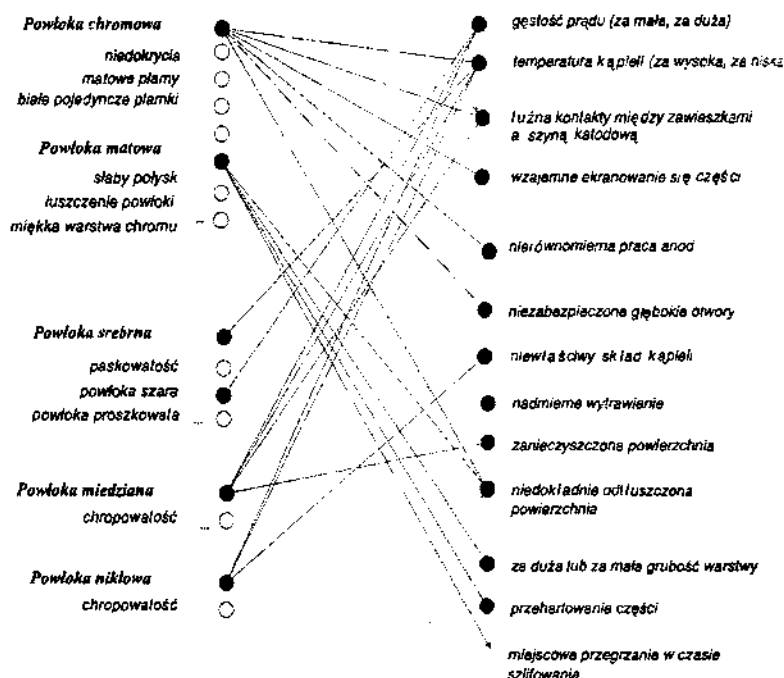 Powłoka chromowa
niedokrycia
matowe plamy
białe pojedyncze plamki
Powłoka matowa
słaby połysk
łuszczenie powłoki
miękka warstwa chromu ...
Powłoka srebrna
paskowatość
powłoka szara
powłoka proszkowata ...
Powłoka miedziana
chropowatość ...
Powłoka niklowa
chropowatość
gęstość prądu (za mała, za duża)
temperatura kąpieli (za wysoka, za niska
łuźna kontakty między zawieszkami
a szyną katodową
wzajemne ekranowanie się części
nierównomierna praca anod
niezabezpieczone głębokie otwory
niewłaściwy skład kąpieli
nadmierne wytrawienie
zanieczyszczona powierzchnia
niedokładnie odtłuszczona
powierzchnia
za duża lub za mała grubość warstwy
przehartowanie części
miejscowe przegrzanie w czasie
szlifowania